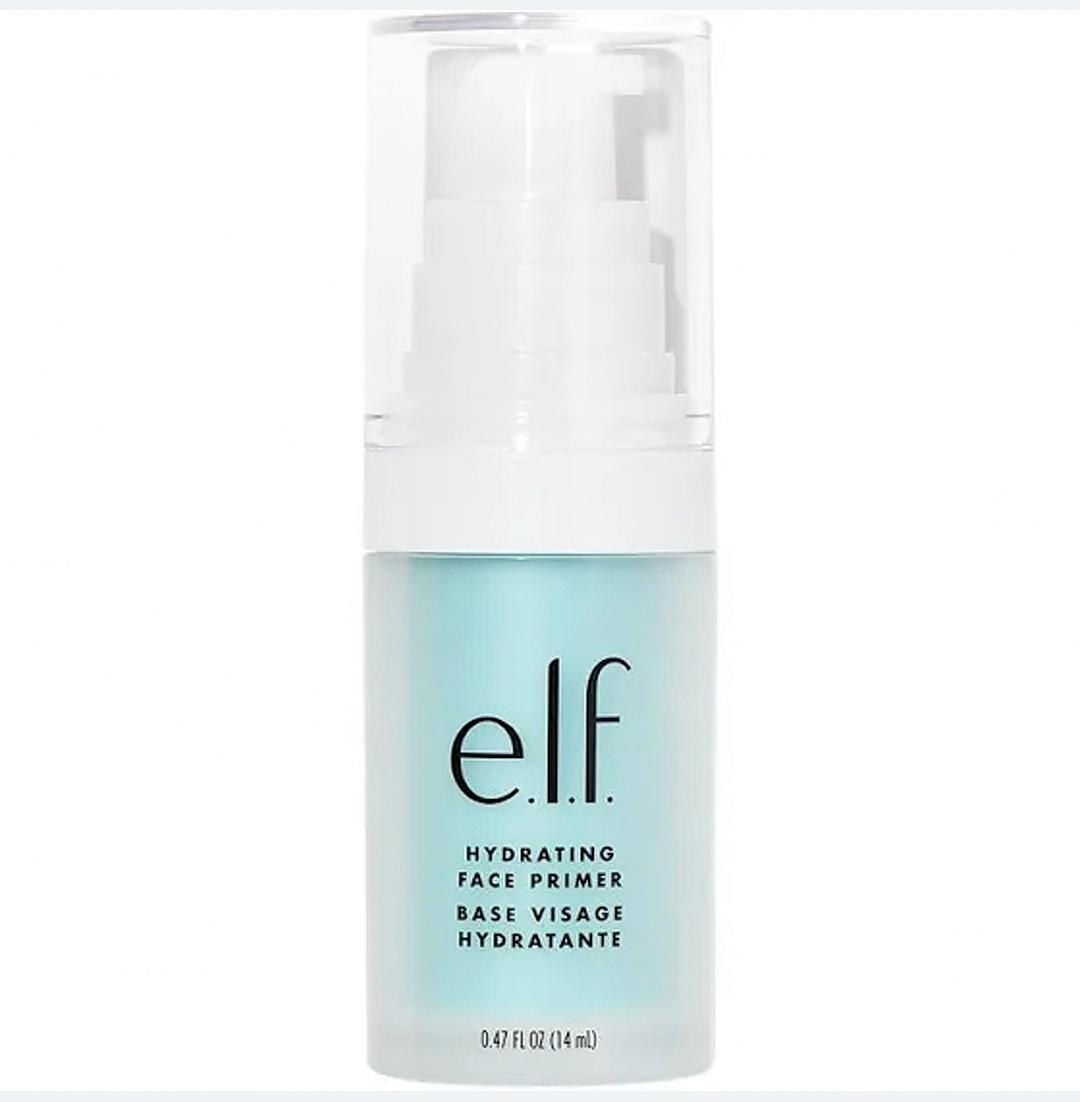 e.l.f.
HYDRATING
FACE PRIMER
BASE VISAGE
HYDRATANTE
0.47 FL OZ (14 mL)